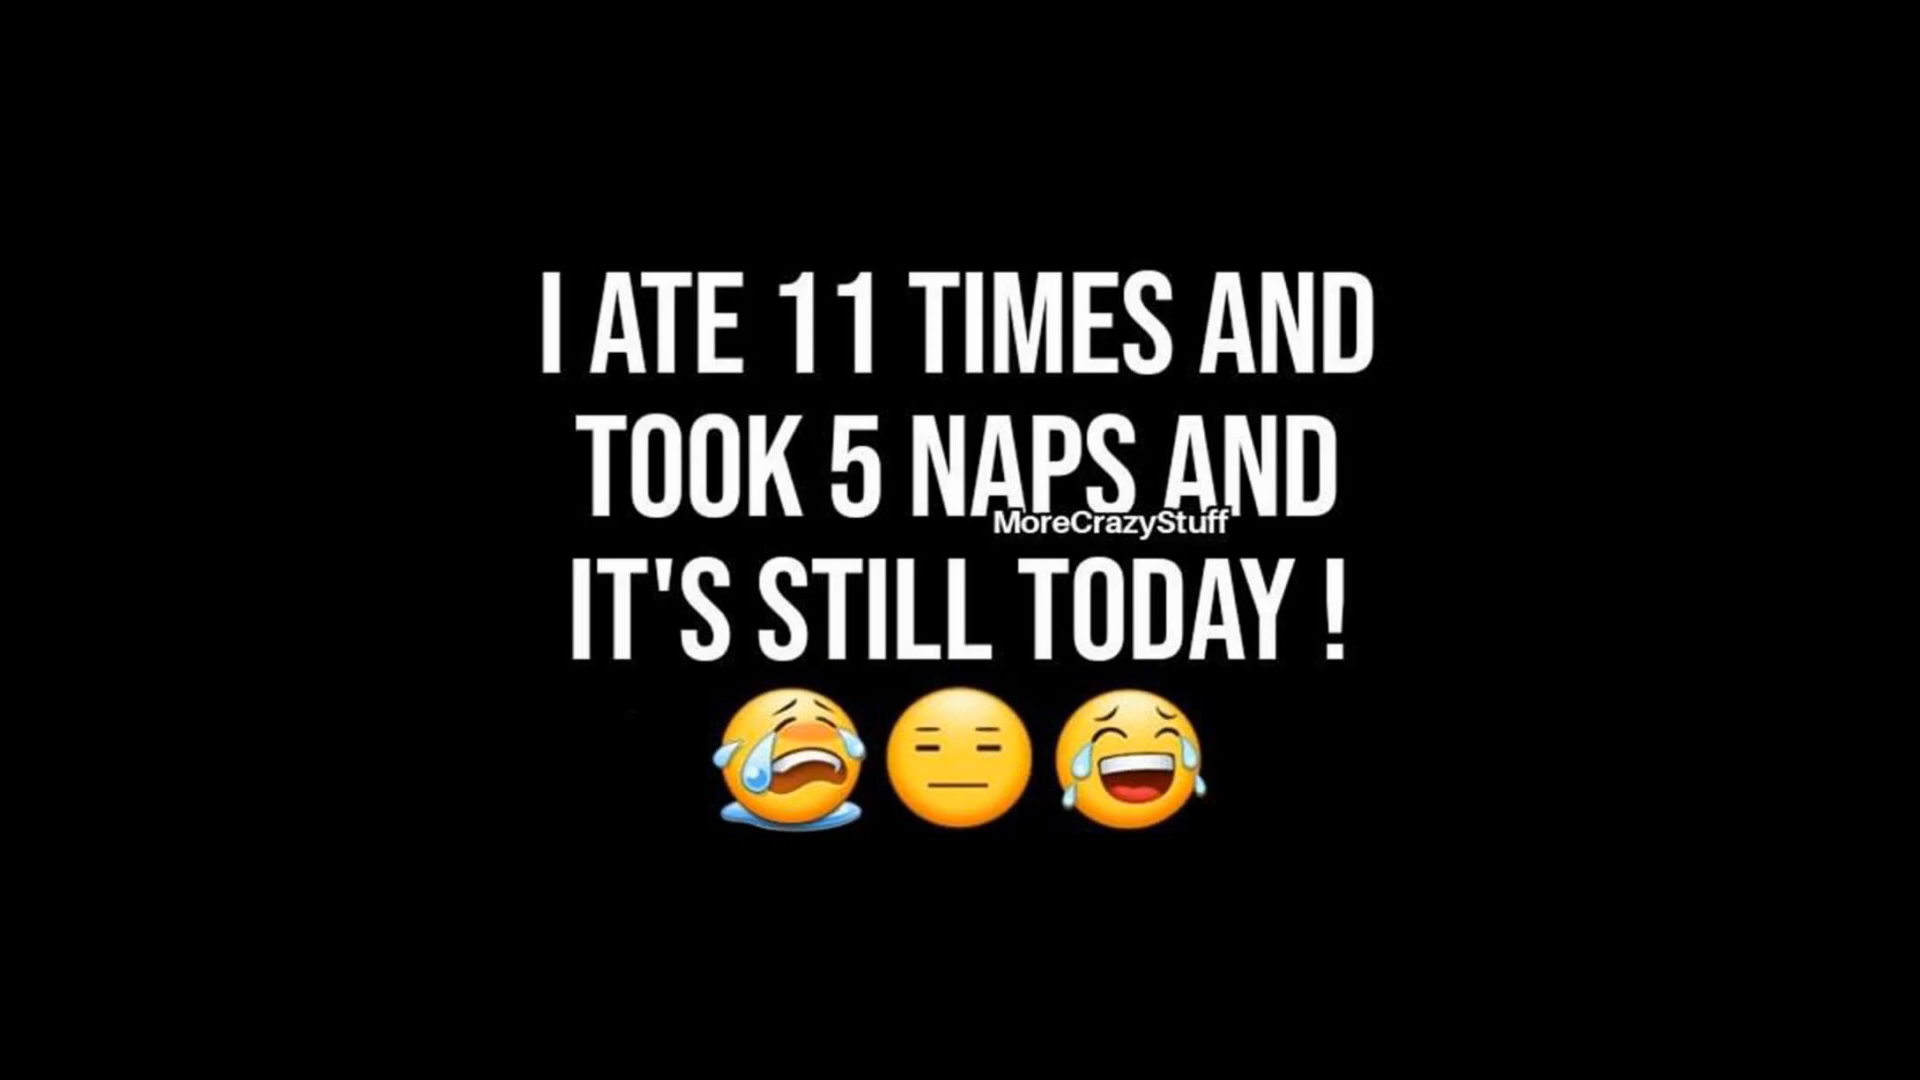 I ATE 11 TIMES AND
TOOK 5 NAPS AND
MoreCrazyStuff
IT'S STILL TODAY !